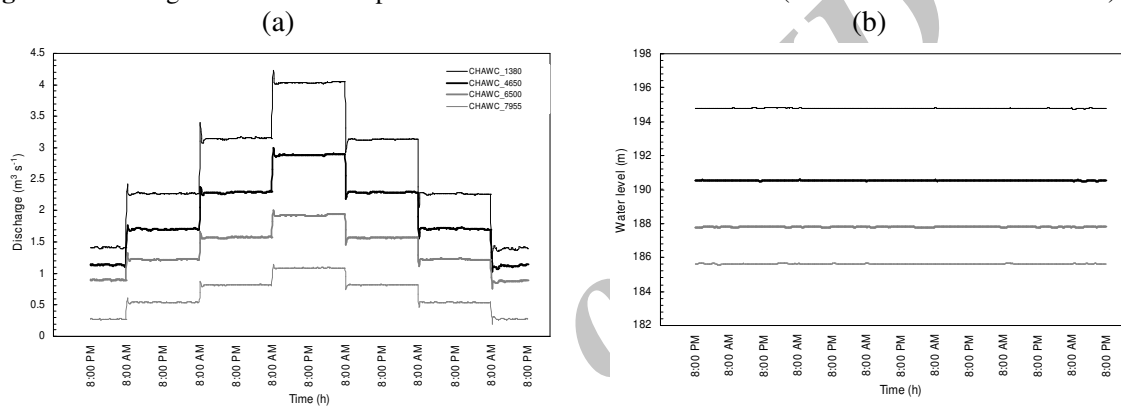 (a)
(b)
4.5
4
3.5
3
2.5
2
1.5
1
0.5
0
Discharge (m³ s⁻¹)
CHAWC_1380
CHAWC_4650
CHAWC_6500
CHAWC_7955
8:00 PM
8:00 AM
8:00 PM
8:00 AM
8:00 PM
8:00 AM
8:00 PM
8:00 AM
8:00 PM
8:00 AM
8:00 PM
8:00 AM
8:00 PM
Time (h)
198
196
194
192
190
188
186
184
182
Water level (m)
8:00 PM
8:00 AM
8:00 PM
8:00 AM
8:00 PM
8:00 AM
8:00 PM
8:00 AM
8:00 PM
8:00 AM
8:00 PM
8:00 AM
8:00 PM
Time (h)